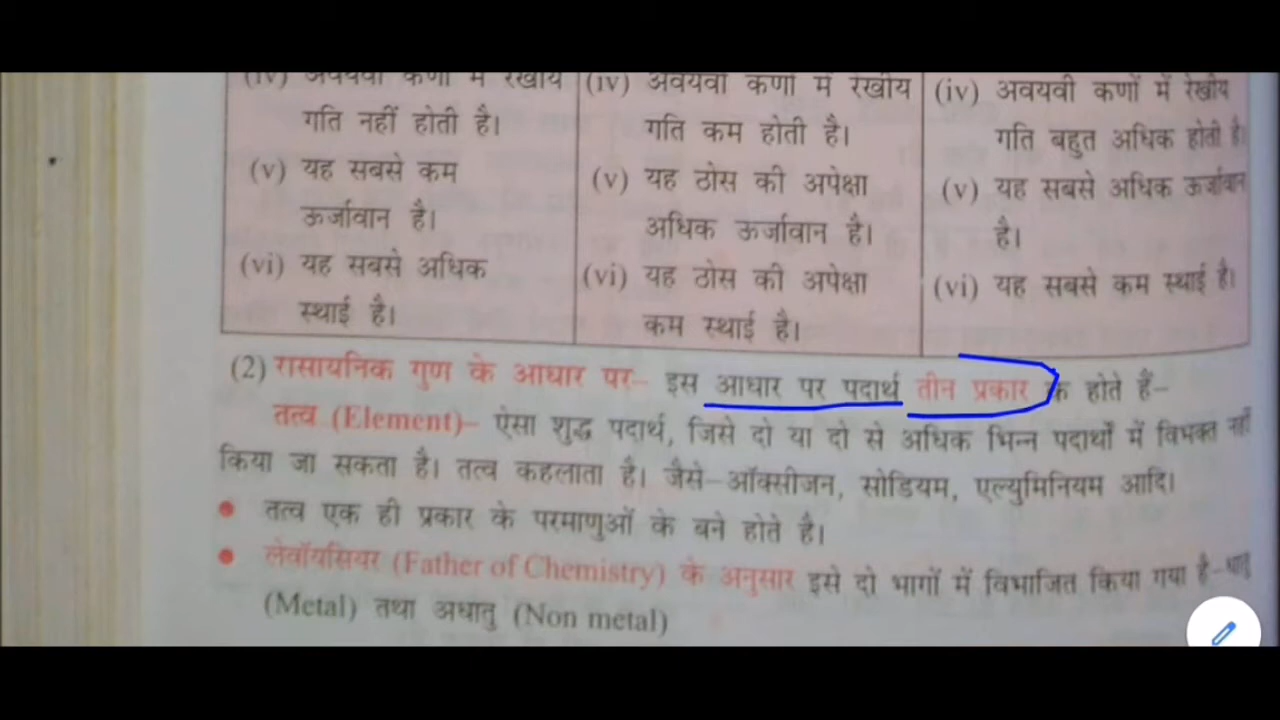 (iv) अवयवी कणों में रेखीय
गति नहीं होती है।
(v) यह सबसे कम
ऊर्जावान है।
(vi) यह सबसे अधिक
स्थाई है।
(iv) अवयवी कणों में रेखीय
गति कम होती है।
(v) यह ठोस की अपेक्षा
अधिक ऊर्जावान है।
(vi) यह ठोस की अपेक्षा
कम स्थाई है।
(iv) अवयवी कणों में रेखीय
गति बहुत अधिक होती है।
(v) यह सबसे अधिक ऊर्जावान
है।
(vi) यह सबसे कम स्थाई है।
(2) रासायनिक गुण के आधार पर– इस आधार पर पदार्थ तीन प्रकार के होते हैं–
तत्व (Element)– ऐसा शुद्ध पदार्थ, जिसे दो या दो से अधिक भिन्न पदार्थों में विभक्त नहीं
किया जा सकता है। तत्व कहलाता है। जैसे–ऑक्सीजन, सोडियम, एल्युमिनियम आदि।
• तत्व एक ही प्रकार के परमाणुओं के बने होते है।
• लेवॉयसियर (Father of Chemistry) के अनुसार इसे दो भागों में विभाजित किया गया है–धातु
(Metal) तथा अधातु (Non metal)